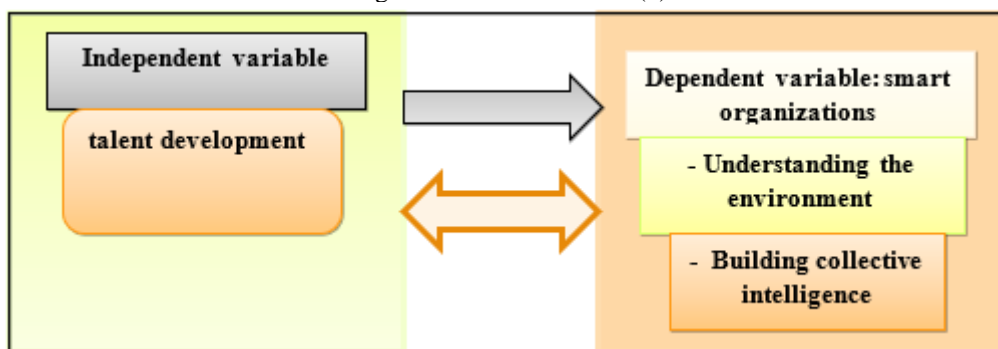 Independent variable
talent development
Dependent variable: smart
organizations
- Understanding the
environment
- Building collective
intelligence